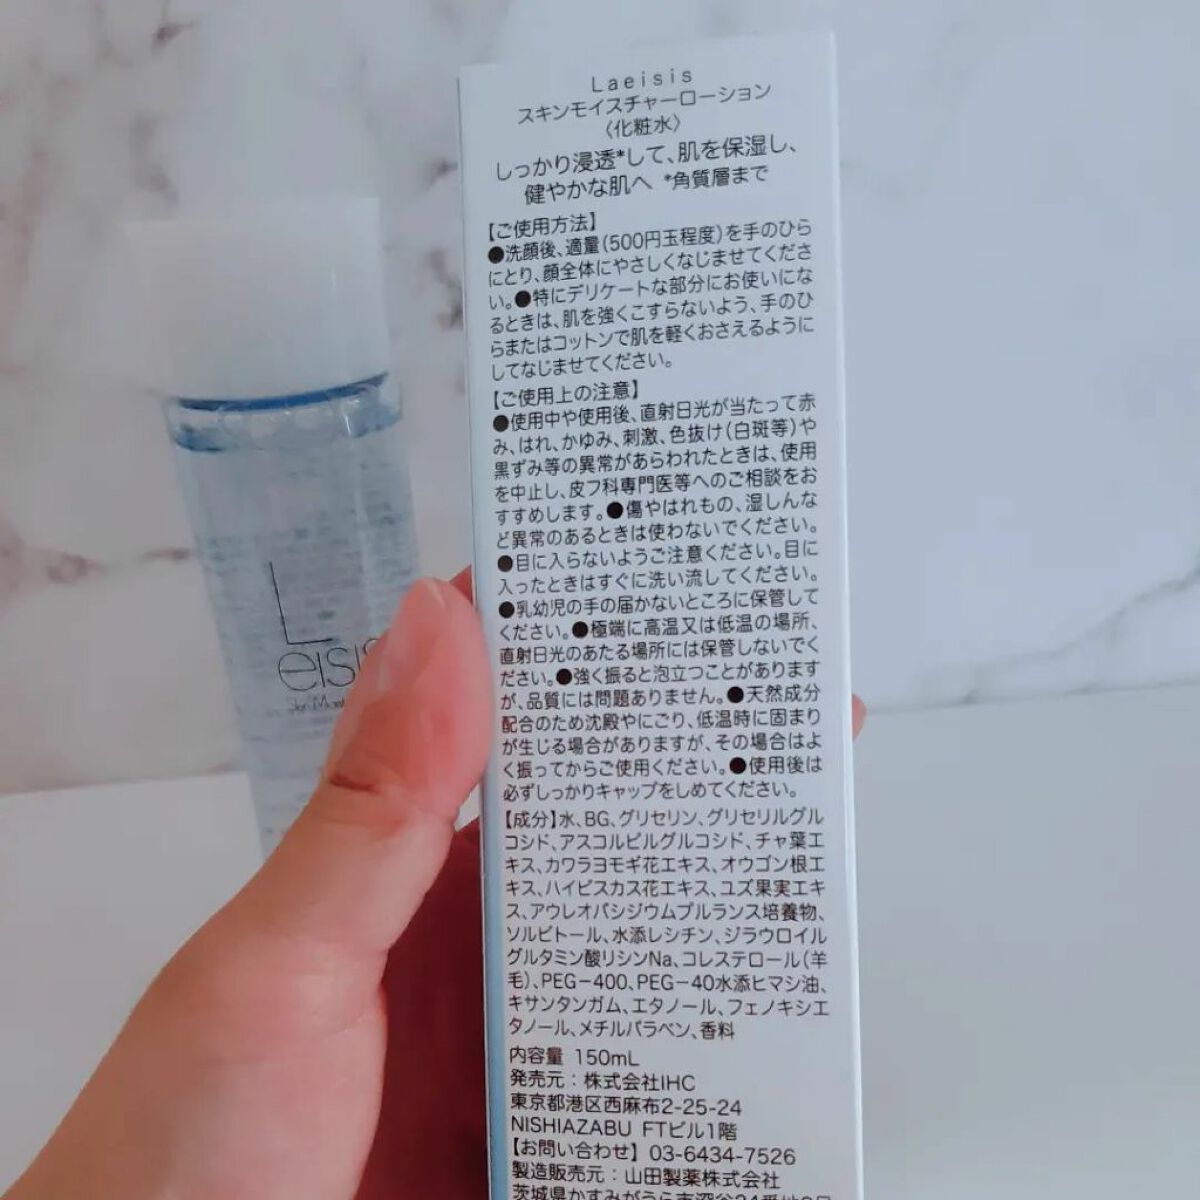 Laeisis
スキンモイスチャーローション
〈化粧水〉
しっかり浸透*して、肌を保湿し、
健やかな肌へ *角質層まで
【ご使用方法】
●洗顔後、適量(500円玉程度)を手のひら
にとり、顔全体にやさしくなじませてくださ
い。●特にデリケートな部分にお使いにな
るときは、肌を強くこすらないよう、手のひ
らまたはコットンで肌を軽くおさえるように
してなじませてください。
【ご使用上の注意】
●使用中や使用後、直射日光が当たって赤
み、はれ、かゆみ、刺激、色抜け(白斑等)や
黒ずみ等の異常があらわれたときは、使用
を中止し、皮フ科専門医等へのご相談をお
すすめします。●傷やはれもの、湿しんな
ど異常のあるときは使わないでください。
●目に入らないようご注意ください。目に
入ったときはすぐに洗い流してください。
●乳幼児の手の届かないところに保管して
ください。●極端に高温又は低温の場所、
直射日光のあたる場所には保管しないでく
ださい。●強く振ると泡立つことがあります
が、品質には問題ありません。●天然成分
配合のため沈殿やにごり、低温時に固まり
が生じる場合がありますが、その場合はよ
く振ってからご使用ください。●使用後は
必ずしっかりキャップをしめてください。
【成分】水、BG、グリセリン、グリセリルグル
コシド、アスコルビルグルコシド、チャ葉エ
キス、カワラヨモギ花エキス、オウゴン根エ
キス、ハイビスカス花エキス、ユズ果実エキ
ス、アウレオバシジウムプルランス培養物、
ソルビトール、水添レシチン、ジラウロイル
グルタミン酸リシンNa、コレステロール(羊
毛)、PEG-400、PEG-40水添ヒマシ油、
キサンタンガム、エタノール、フェノキシエ
タノール、メチルパラベン、香料
内容量 150mL
発売元:株式会社IHC
東京都港区西麻布2-25-24
NISHIAZABU FTビル1階
【お問い合わせ】03-6434-7526
製造販売元:山田製薬株式会社
茨城県かすみがうら市深谷
L
eisis